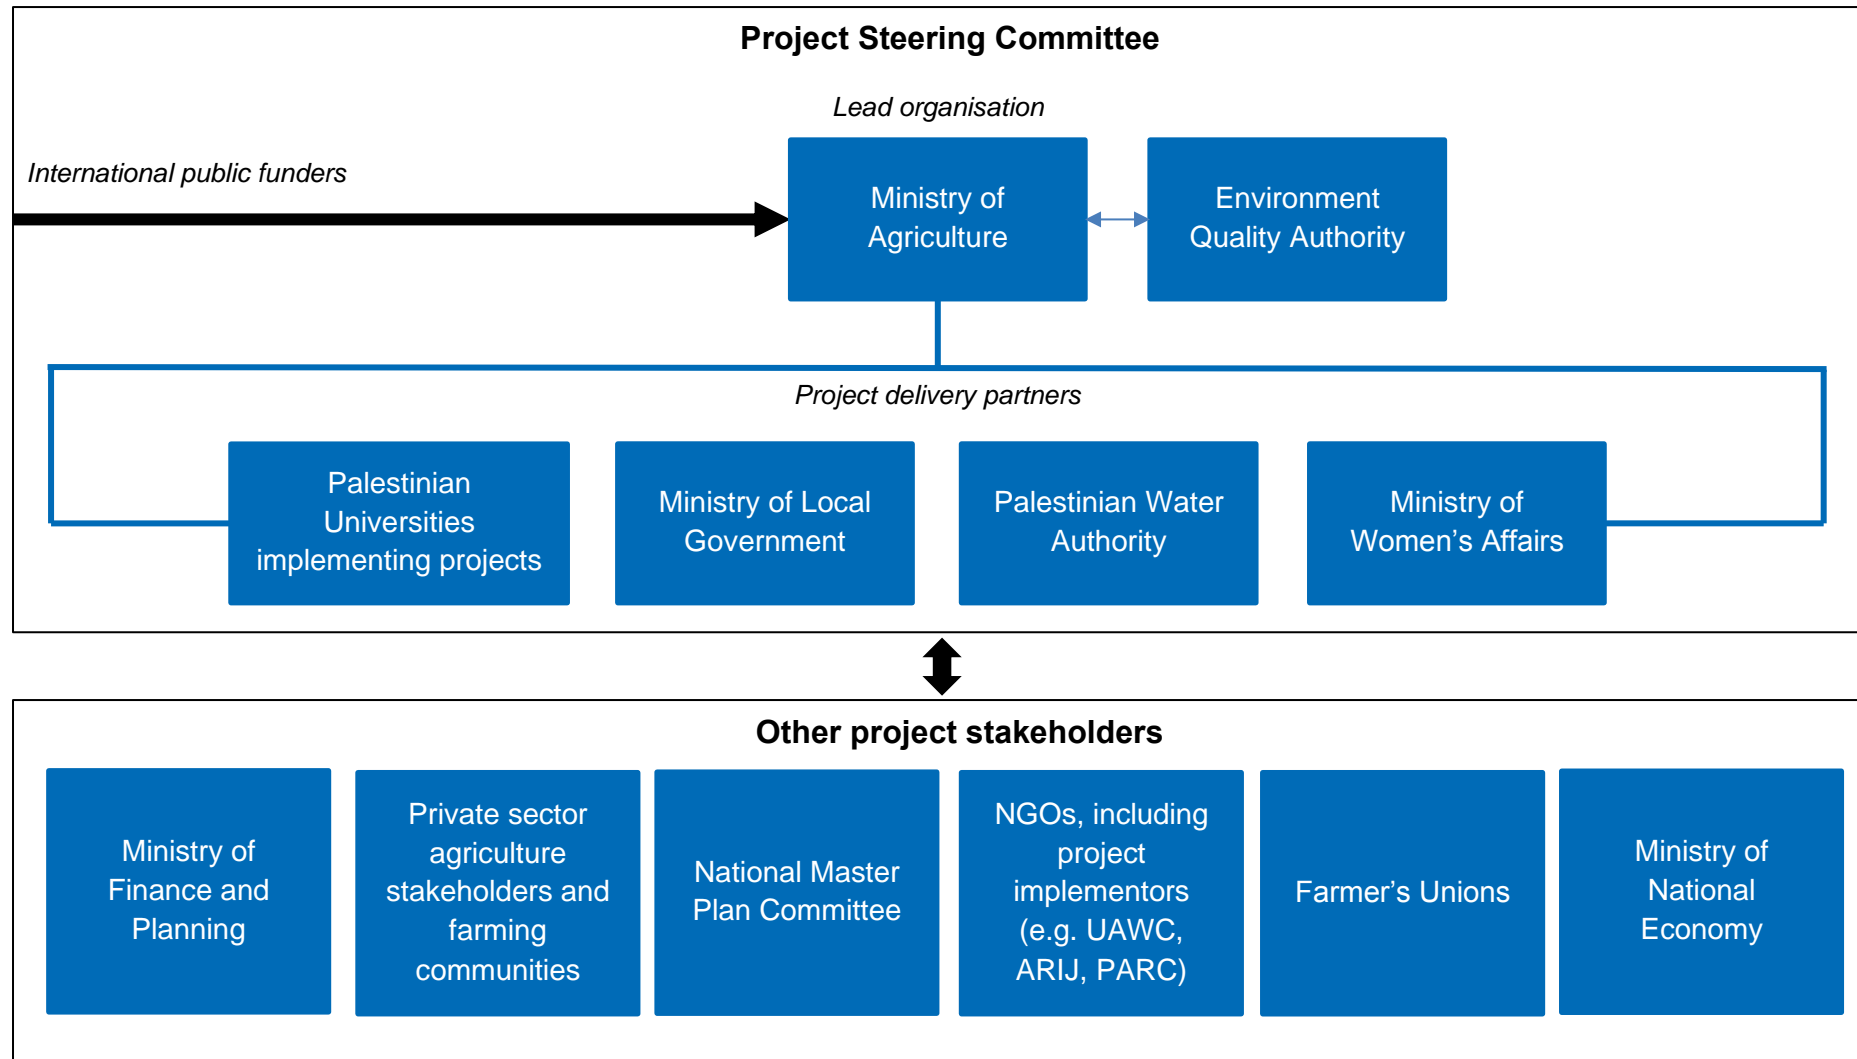 Project Steering Committee
Lead organisation
International public funders
Ministry of
Agriculture
Environment
Quality Authority
Project delivery partners
Palestinian
Universities
implementing projects
Ministry of Local
Government
Palestinian Water
Authority
Ministry of
Women’s Affairs
Other project stakeholders
Ministry of
Finance and
Planning
Private sector
agriculture
stakeholders and
farming
communities
National Master
Plan Committee
NGOs, including
project
implementors
(e.g. UAWC,
ARIJ, PARC)
Farmer’s Unions
Ministry of
National
Economy